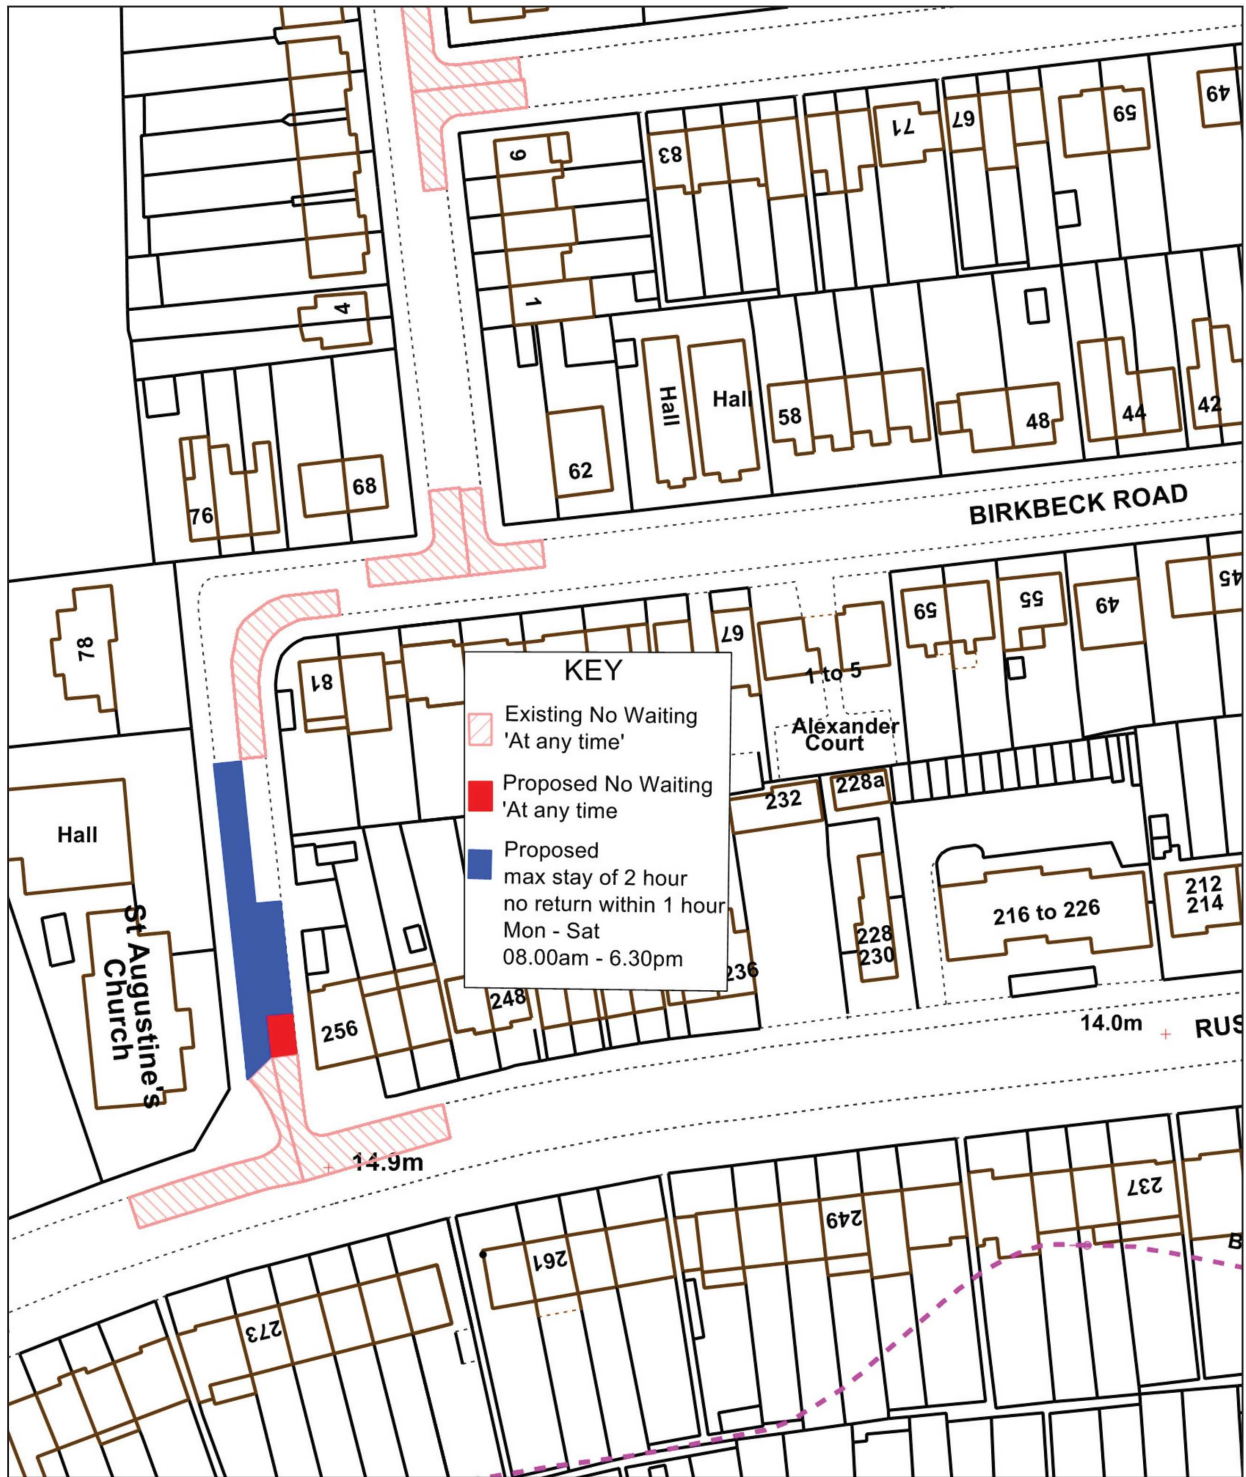 9
83
71
67
59
49
4
1
Hall
Hall
58
48
44
42
62
68
76
BIRKBECK ROAD
59
55
49
45
67
78
81
1 to 5
Alexander
Court
KEY
Existing No Waiting
'At any time'
Proposed No Waiting
'At any time
Proposed
max stay of 2 hour
no return within 1 hour
Mon - Sat
08.00am - 6.30pm
232
228a
Hall
St Augustine's
Church
216 to 226
212
214
228
230
236
248
256
14.0m
RUS
14.9m
237
249
261
273
B